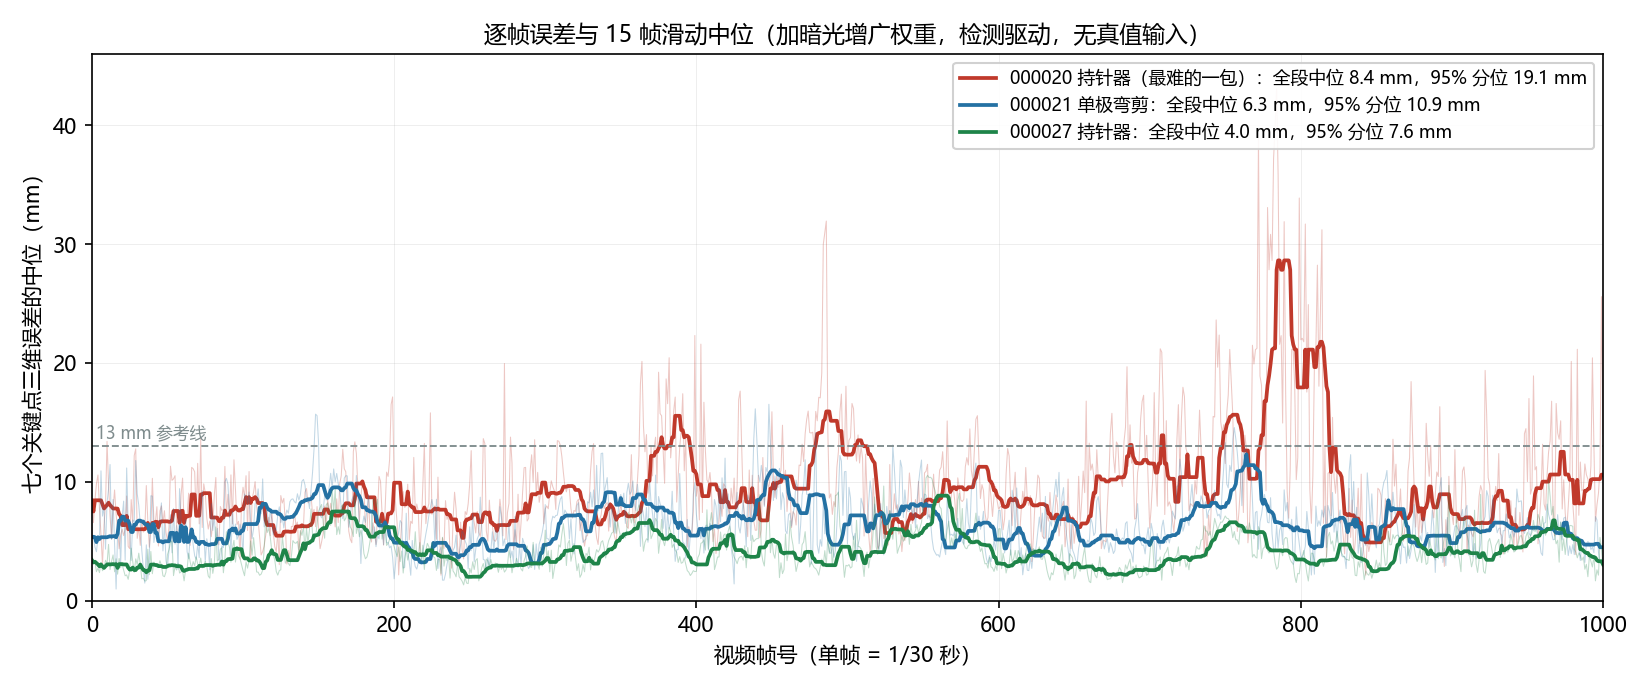 逐帧误差与 15 帧滑动中位（加暗光增广权重，检测驱动，无真值输入）
000020 持针器（最难的一包）：全段中位 8.4 mm，95% 分位 19.1 mm
000021 单极弯剪：全段中位 6.3 mm，95% 分位 10.9 mm
000027 持针器：全段中位 4.0 mm，95% 分位 7.6 mm
七个关键点三维误差的中位（mm）
40
30
20
13 mm 参考线
10
0
0 200 400 600 800 1000
视频帧号（单帧 = 1/30 秒）